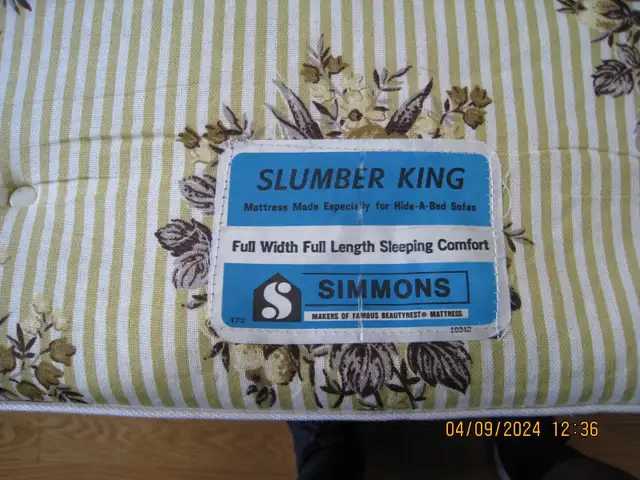 SLUMBER KING
Mattress Made Especially for Hide-A-Bed Sofas
Full Width Full Length Sleeping Comfort
S SIMMONS
MAKERS OF FAMOUS BEAUTYREST® MATTRESS
04/09/2024 12:36